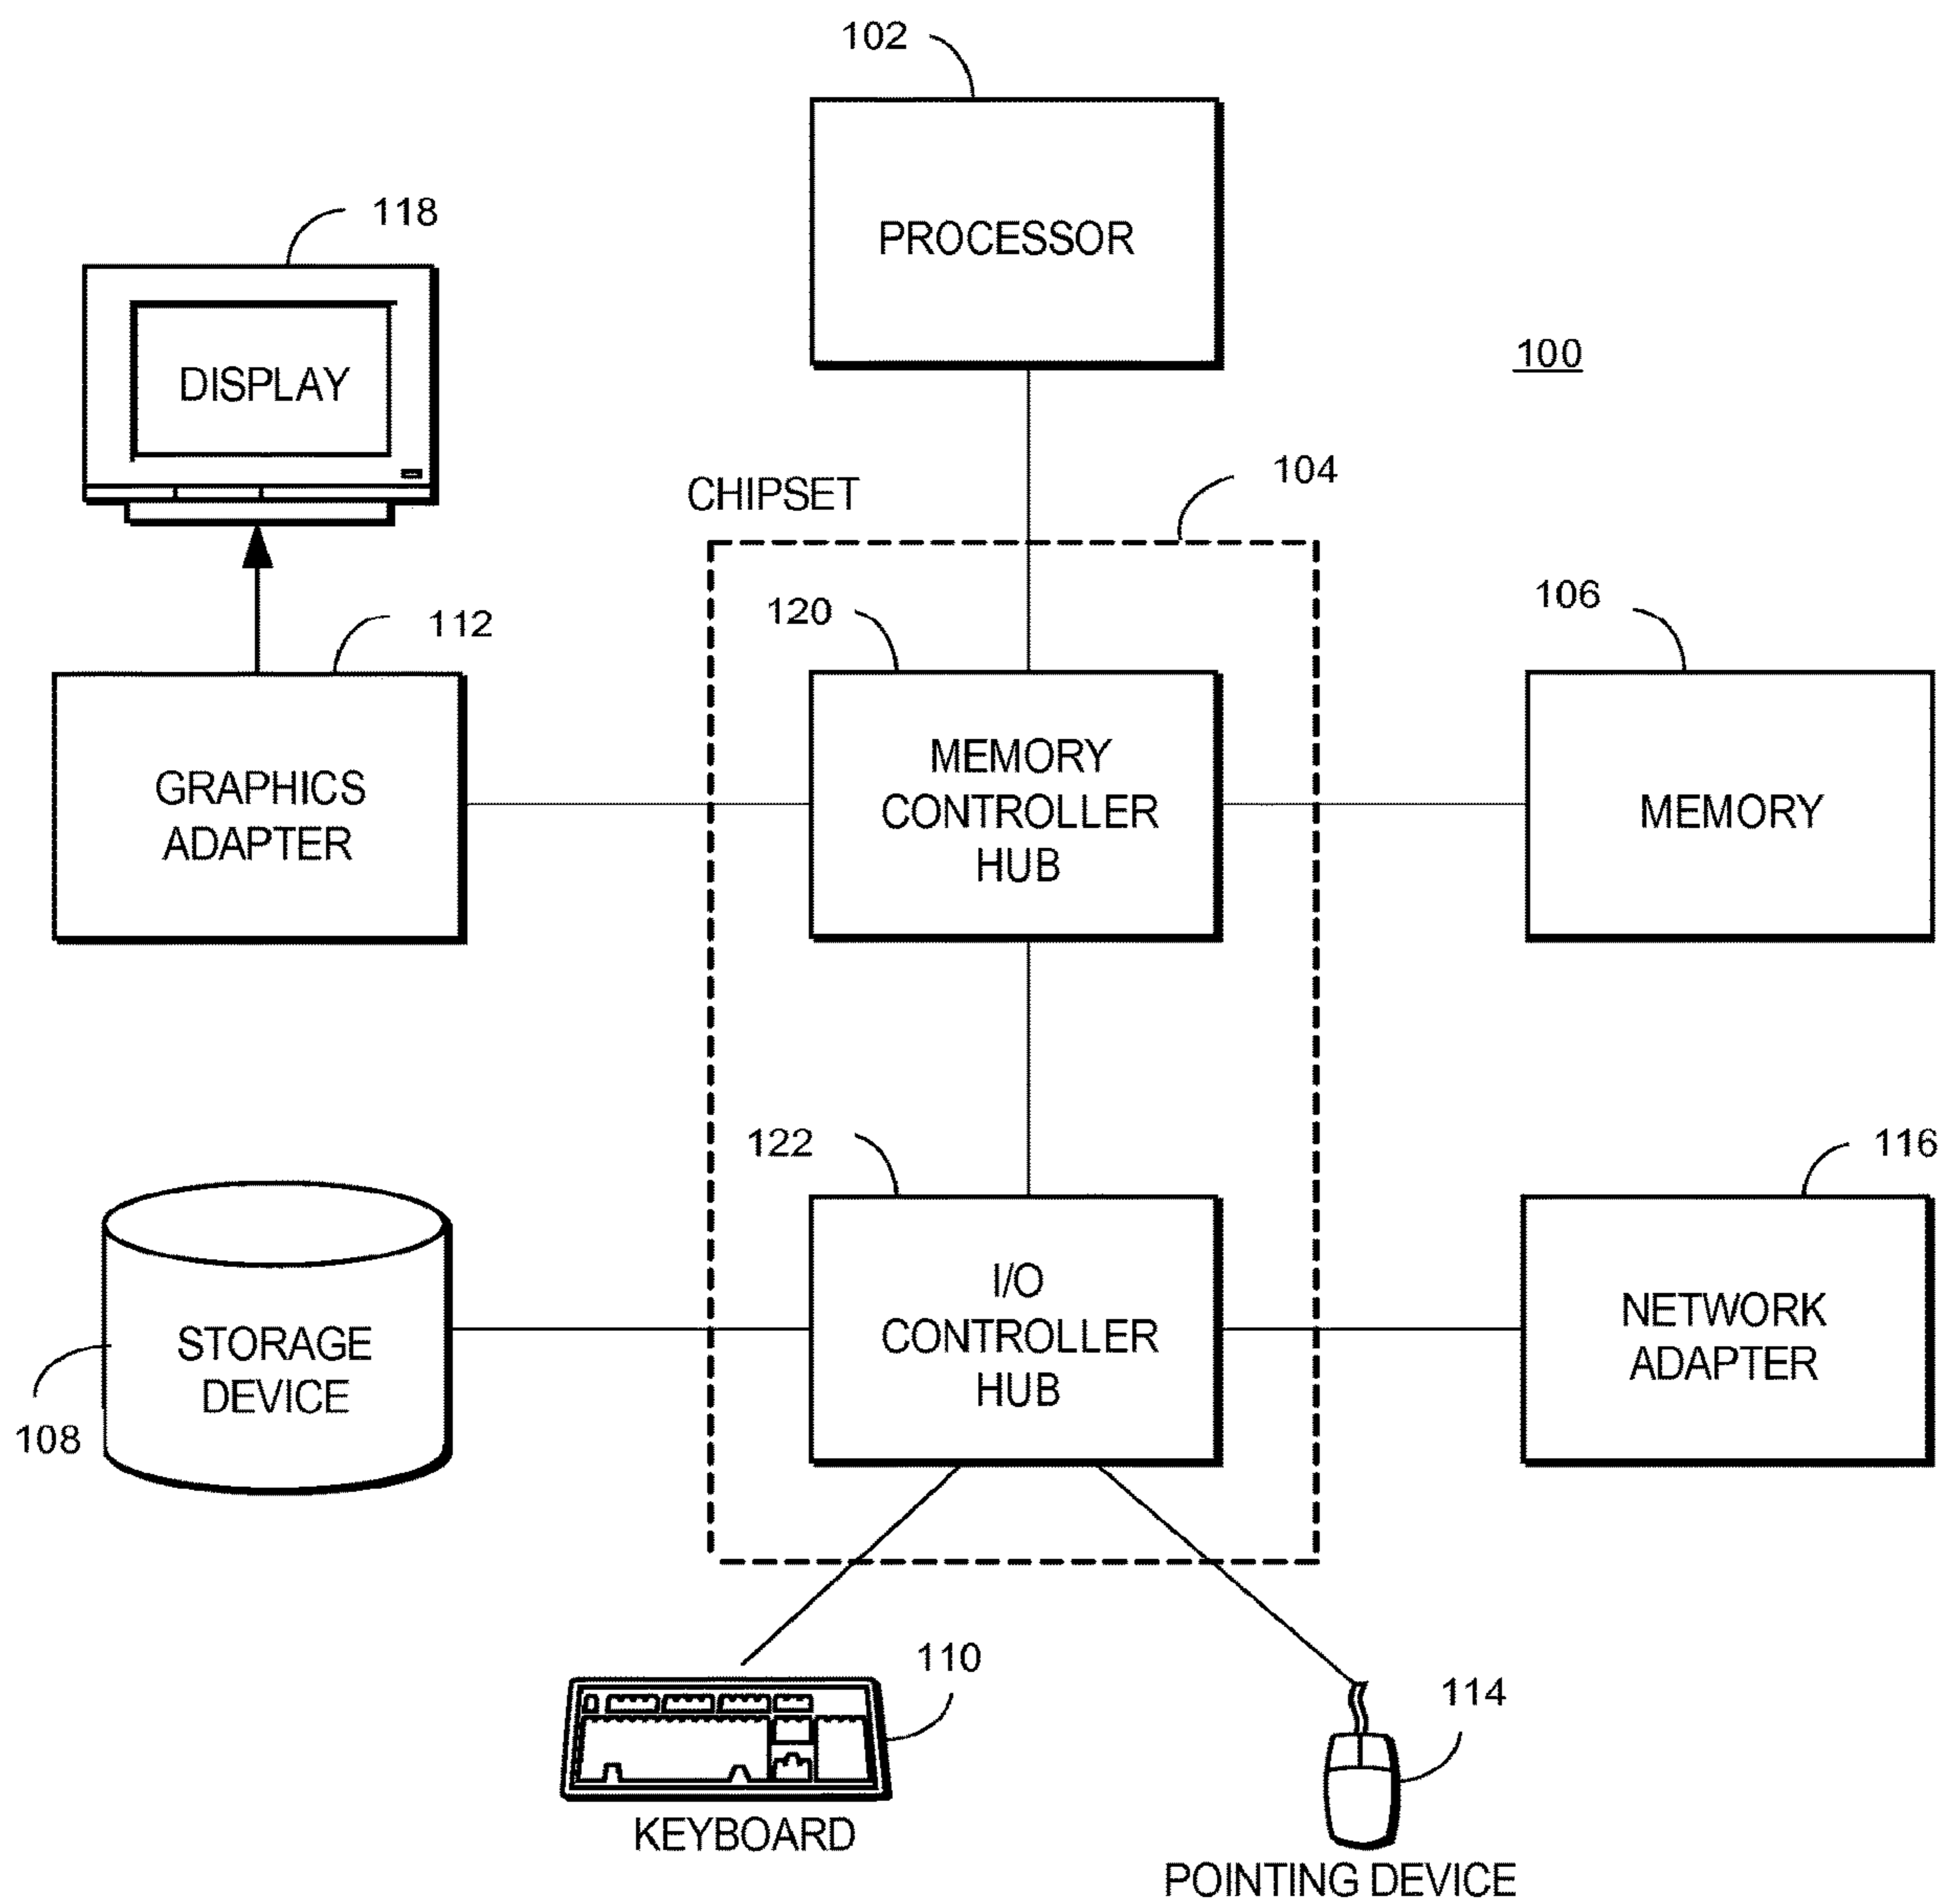 102
PROCESSOR
118
DISPLAY
100
CHIPSET
104
112
GRAPHICS
ADAPTER
120
MEMORY
CONTROLLER
HUB
106
MEMORY
108
STORAGE
DEVICE
122
I/O
CONTROLLER
HUB
116
NETWORK
ADAPTER
110
KEYBOARD
114
POINTING DEVICE